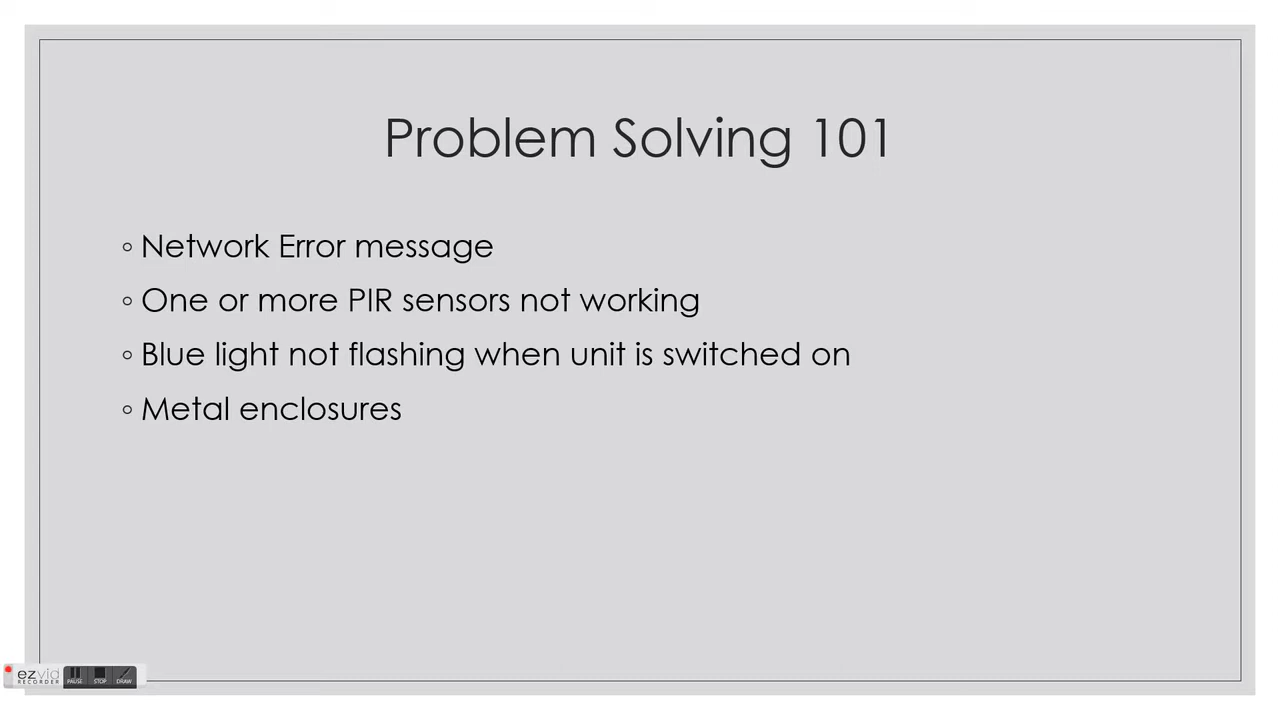 Problem Solving 101
◦ Network Error message
◦ One or more PIR sensors not working
◦ Blue light not flashing when unit is switched on
◦ Metal enclosures
ezvid
RECORDER
PAUSE STOP DRAW